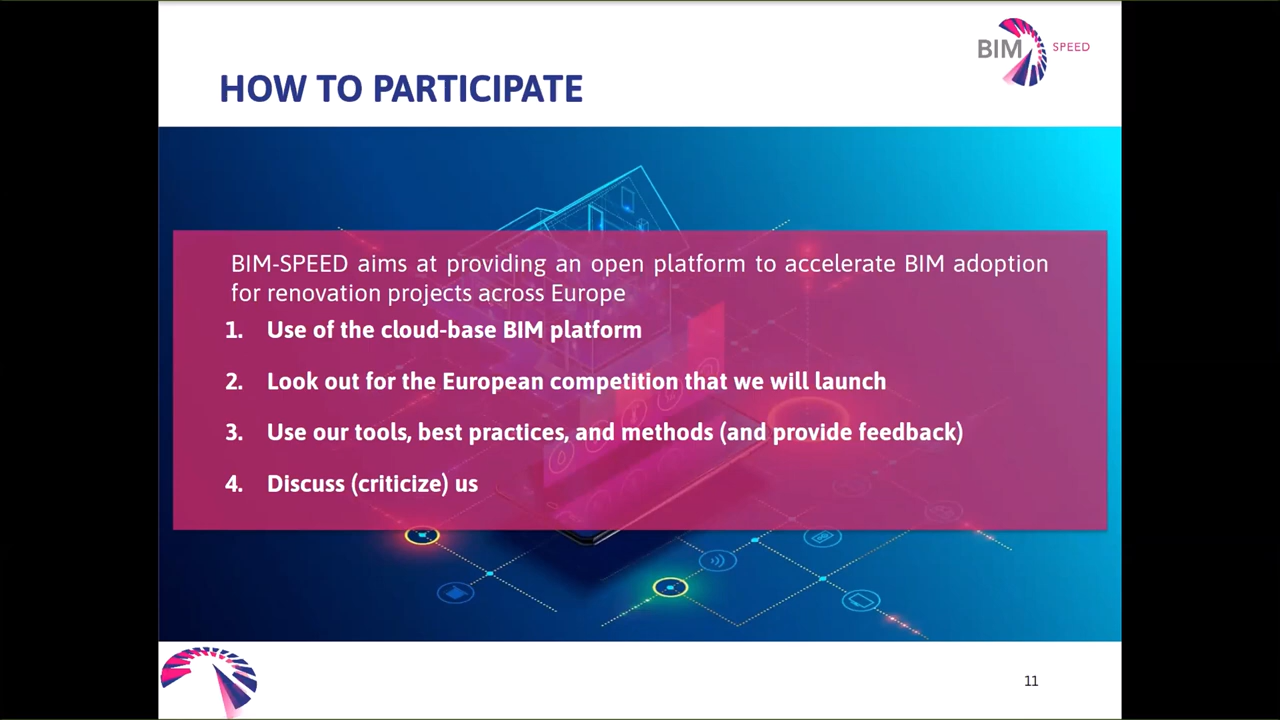 BIM SPEED
HOW TO PARTICIPATE
BIM-SPEED aims at providing an open platform to accelerate BIM adoption
for renovation projects across Europe
1. Use of the cloud-base BIM platform
2. Look out for the European competition that we will launch
3. Use our tools, best practices, and methods (and provide feedback)
4. Discuss (criticize) us
11